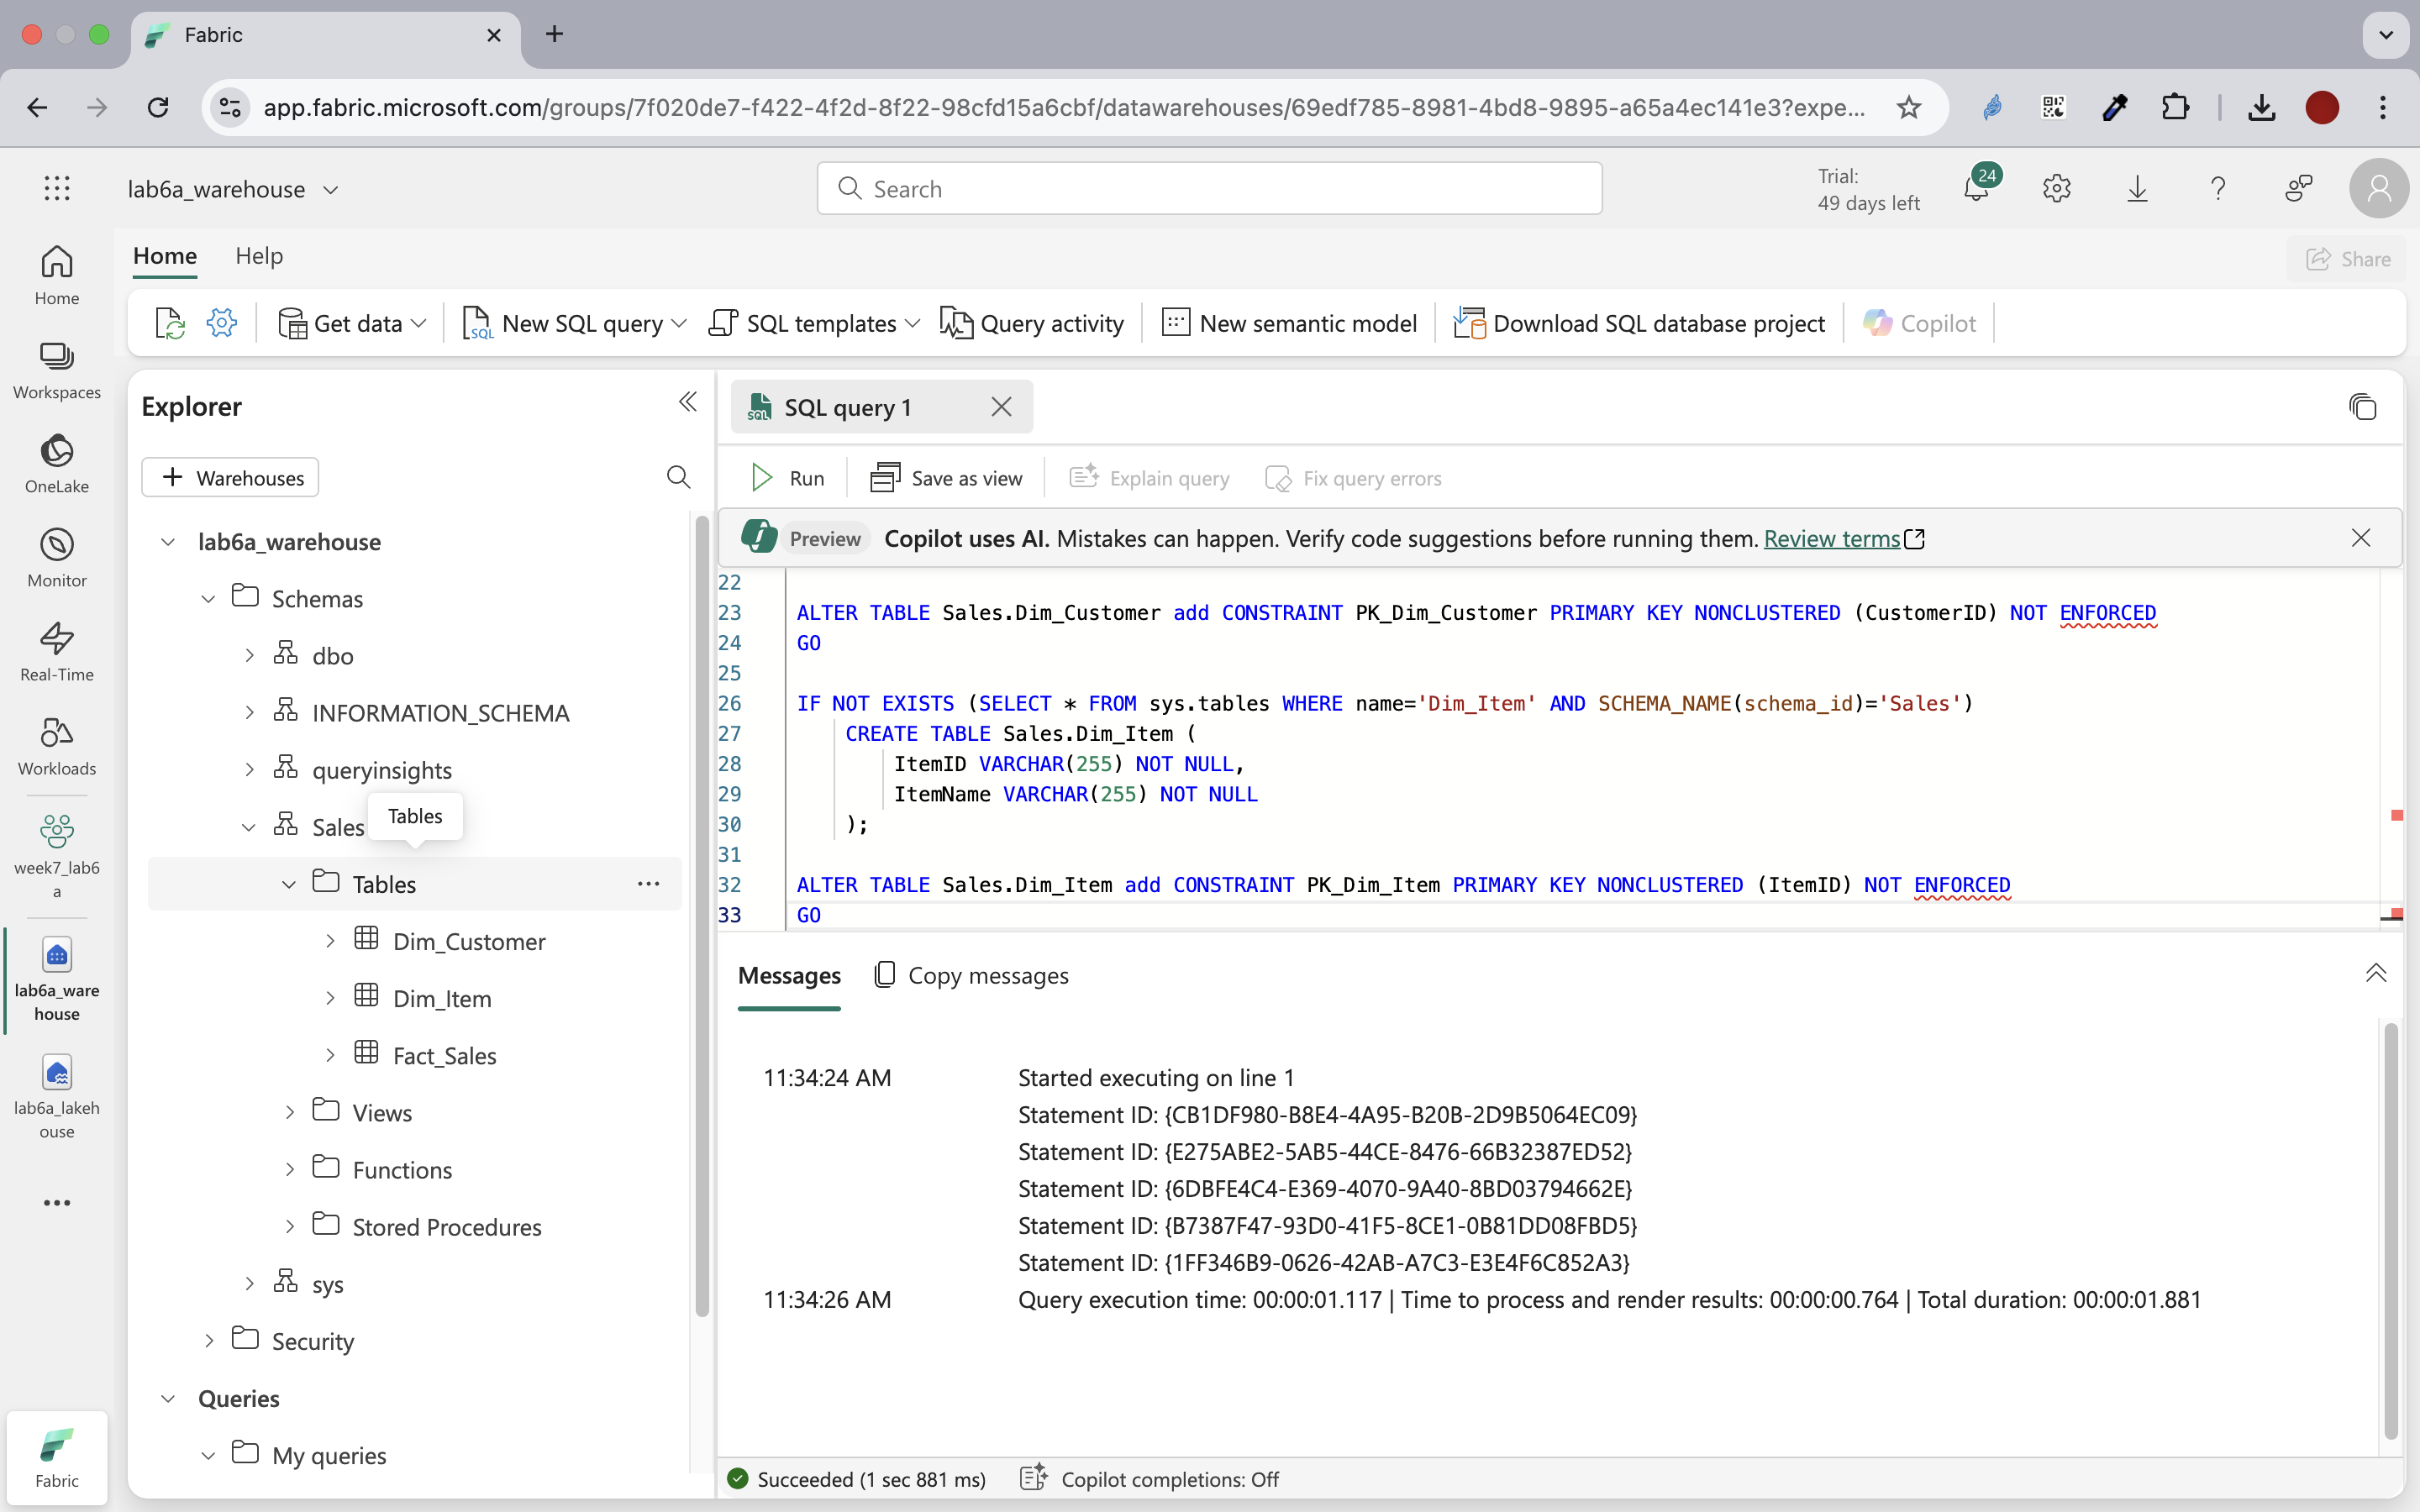 Fabric
app.fabric.microsoft.com/groups/7f020de7-f422-4f2d-8f22-98cfd15a6cbf/datawarehouses/69edf785-8981-4bd8-9895-a65a4ec141e3?expe...
lab6a_warehouse
Search
Trial:
49 days left
24
Home
Help
Share
Get data
New SQL query
SQL templates
Query activity
New semantic model
Download SQL database project
Copilot
Home
Workspaces
OneLake
Monitor
Real-Time
Workloads
week7_lab6
a
lab6a_ware
house
lab6a_lakeh
ouse
Fabric
Explorer
Warehouses
lab6a_warehouse
Schemas
dbo
INFORMATION_SCHEMA
queryinsights
Sales
Tables
Tables
Dim_Customer
Dim_Item
Fact_Sales
Views
Functions
Stored Procedures
sys
Security
Queries
My queries
SQL query 1
Run
Save as view
Explain query
Fix query errors
Preview
Copilot uses AI. Mistakes can happen. Verify code suggestions before running them. Review terms
22
23 ALTER TABLE Sales.Dim_Customer add CONSTRAINT PK_Dim_Customer PRIMARY KEY NONCLUSTERED (CustomerID) NOT ENFORCED
24 GO
25
26 IF NOT EXISTS (SELECT * FROM sys.tables WHERE name='Dim_Item' AND SCHEMA_NAME(schema_id)='Sales')
27 CREATE TABLE Sales.Dim_Item (
28 ItemID VARCHAR(255) NOT NULL,
29 ItemName VARCHAR(255) NOT NULL
30 );
31
32 ALTER TABLE Sales.Dim_Item add CONSTRAINT PK_Dim_Item PRIMARY KEY NONCLUSTERED (ItemID) NOT ENFORCED
33 GO
Messages
Copy messages
11:34:24 AM Started executing on line 1
Statement ID: {CB1DF980-B8E4-4A95-B20B-2D9B5064EC09}
Statement ID: {E275ABE2-5AB5-44CE-8476-66B32387ED52}
Statement ID: {6DBFE4C4-E369-4070-9A40-8BD03794662E}
Statement ID: {B7387F47-93D0-41F5-8CE1-0B81DD08FBD5}
Statement ID: {1FF346B9-0626-42AB-A7C3-E3E4F6C852A3}
11:34:26 AM Query execution time: 00:00:01.117 | Time to process and render results: 00:00:00.764 | Total duration: 00:00:01.881
Succeeded (1 sec 881 ms)
Copilot completions: Off